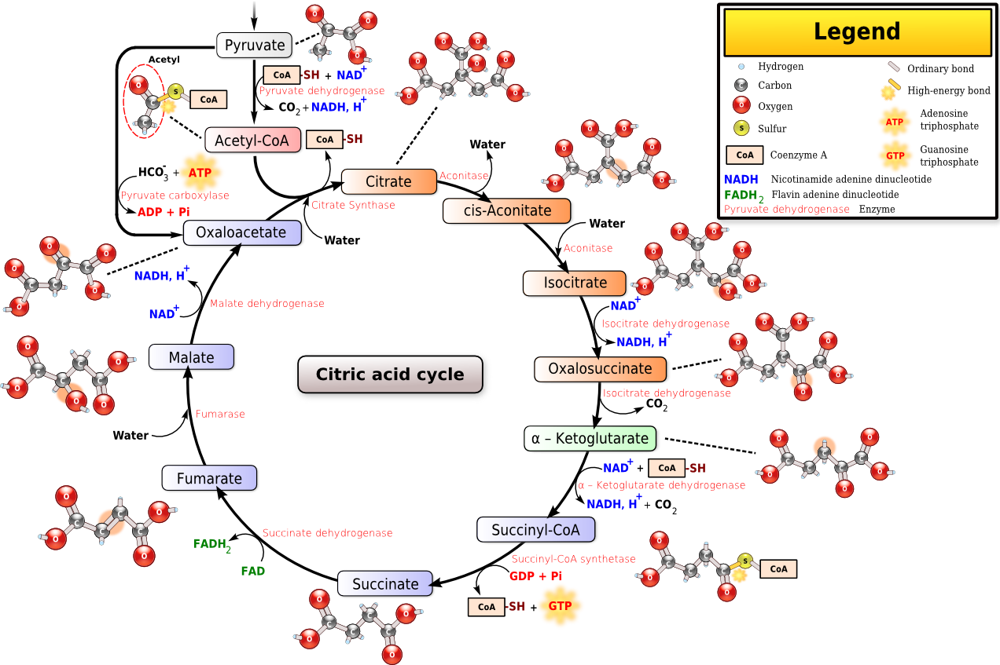 Legend
Hydrogen
Carbon
Oxygen
S Sulfur
CoA Coenzyme A
Ordinary bond
High-energy bond
ATP Adenosine
triphosphate
GTP Guanosine
triphosphate
NADH Nicotinamide adenine dinucleotide
FADH2 Flavin adenine dinucleotide
Pyruvate dehydrogenase Enzyme
Pyruvate
Acetyl
S CoA
CoA-SH + NAD+
Pyruvate dehydrogenase
CO2 + NADH, H+
Acetyl-CoA
CoA-SH
HCO3- + ATP
Pyruvate carboxylase
ADP + Pi
Citrate
Citrate Synthase
Water
Oxaloacetate
Water
Aconitase
cis-Aconitate
Water
Aconitase
Isocitrate
NAD+
Isocitrate dehydrogenase
NADH, H+
Oxalosuccinate
Isocitrate dehydrogenase
CO2
α – Ketoglutarate
NAD+ + CoA-SH
α – Ketoglutarate dehydrogenase
NADH, H+ + CO2
Succinyl-CoA
S CoA
Succinyl-CoA synthetase
GDP + Pi
CoA-SH + GTP
Succinate
Succinate dehydrogenase
FADH2
FAD
Fumarate
Fumarase
Water
Malate
Malate dehydrogenase
NADH, H+
NAD+
Citric acid cycle